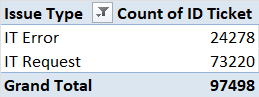 Issue Type Count of ID Ticket
IT Error 24278
IT Request 73220
Grand Total 97498